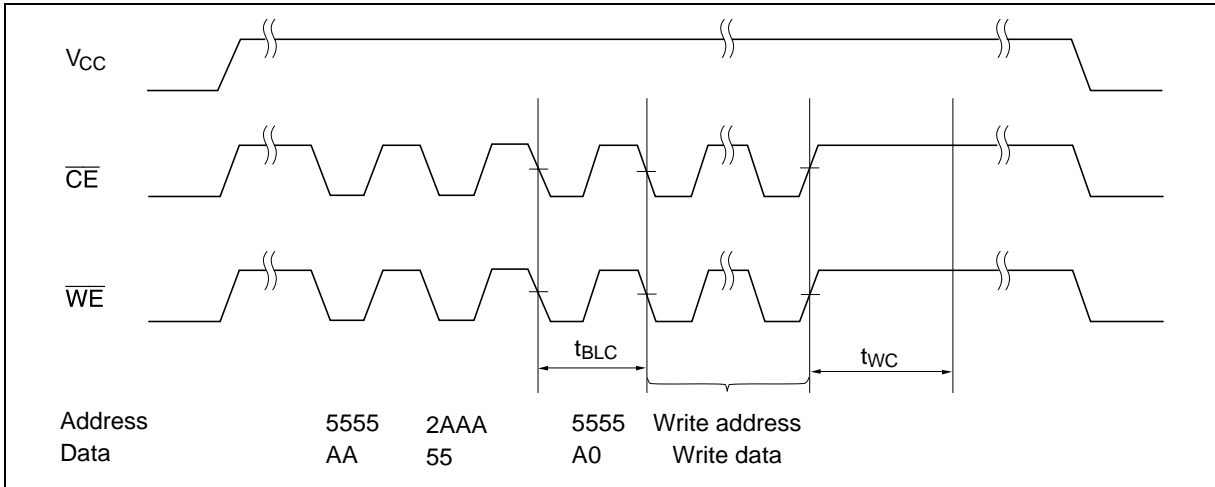 VCC
CE
WE
tBLC
tWC
Address 5555 2AAA 5555 Write address
Data AA 55 A0 Write data